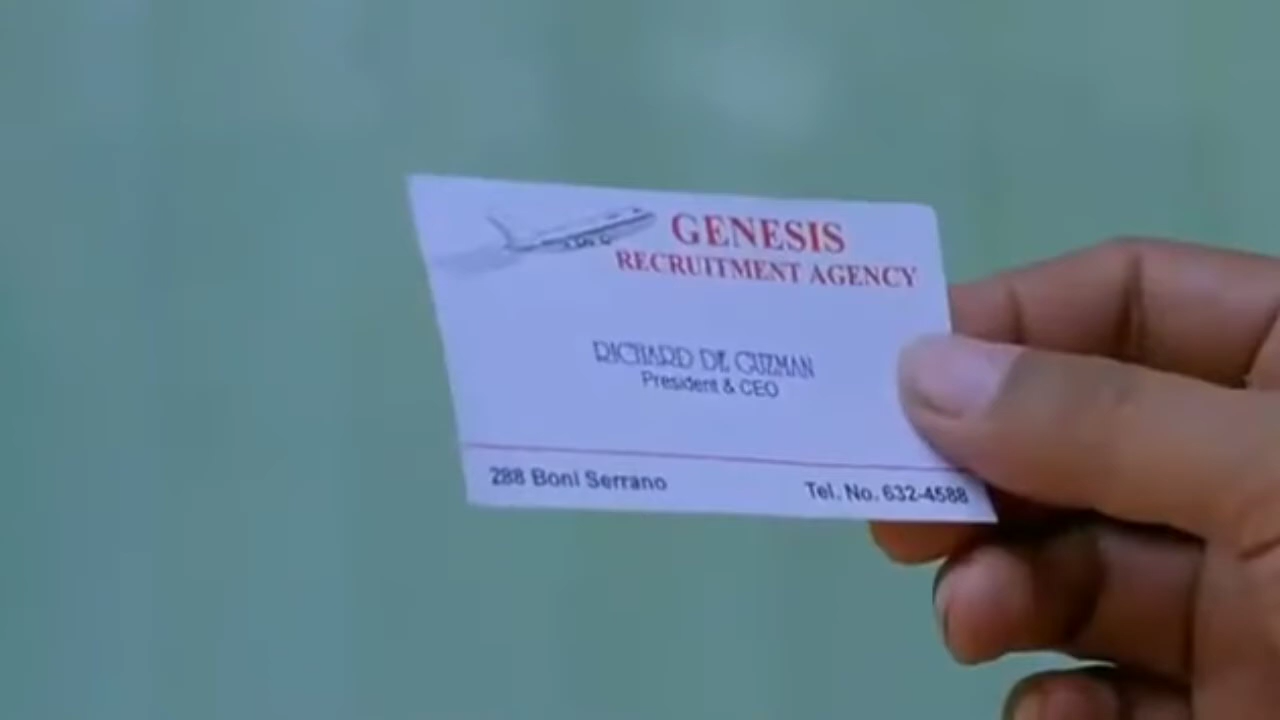 GENESIS
RECRUITMENT AGENCY
RICHARD DE GUZMAN
President & CEO
288 Boni Serrano
Tel. No. 632-4588